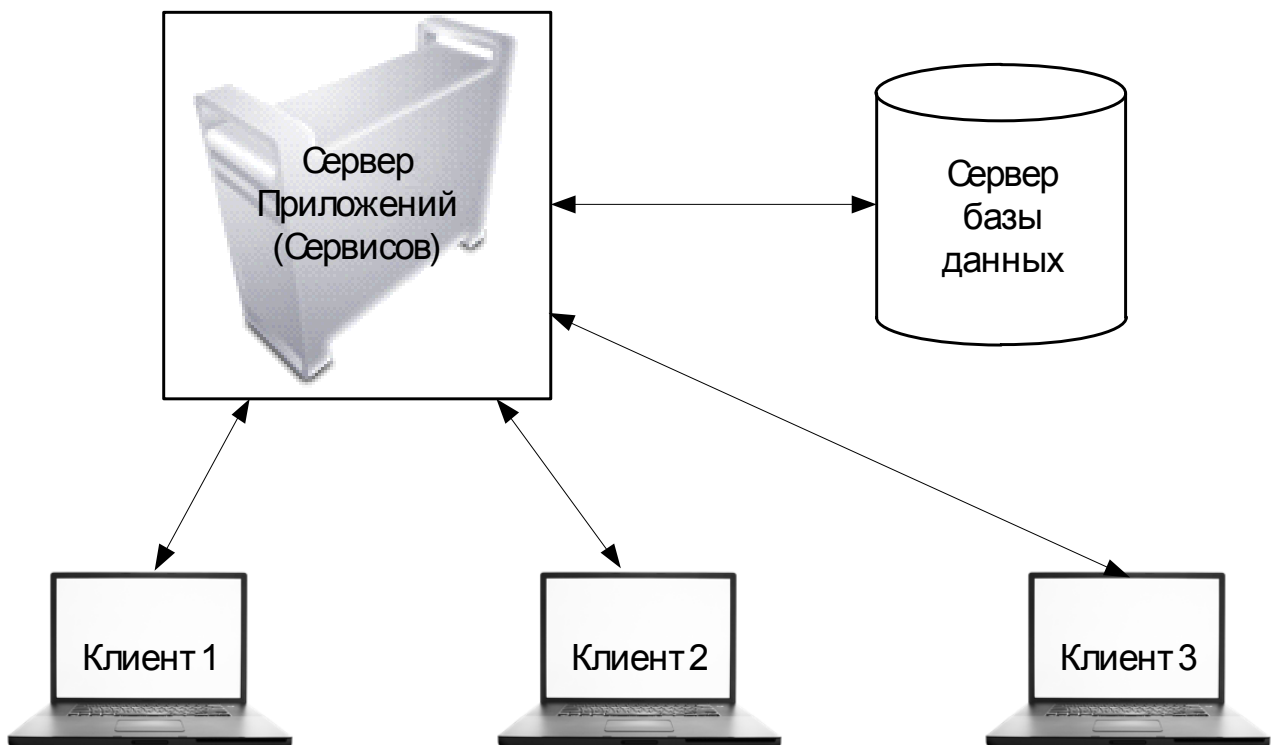 Сервер
Приложений
(Сервисов)
Сервер
базы
данных
Клиент 1
Клиент 2
Клиент 3